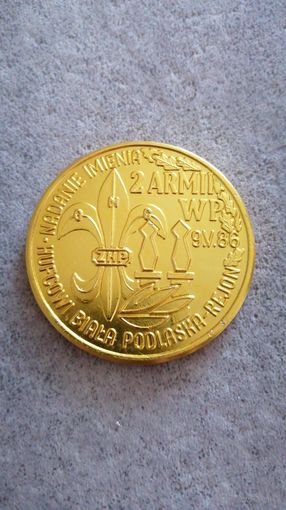 NADANIE IMIENIA
2 ARMII
WP
9.V.86
O N C
ZHP
HUFCOWI BIAŁA PODLASKA-REJON